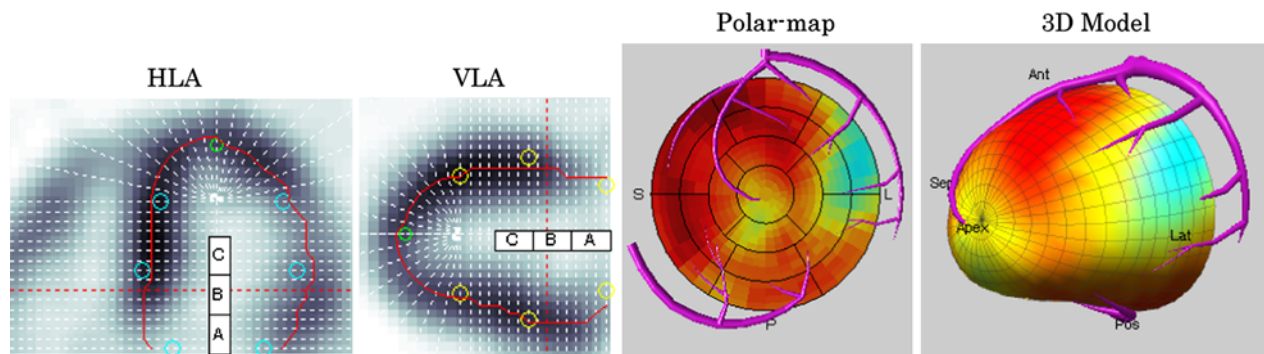 Polar-map
3D Model
HLA
VLA
Ant
S
L
P
C
B
A
C B A
Sep
Apex
Lat
Pos